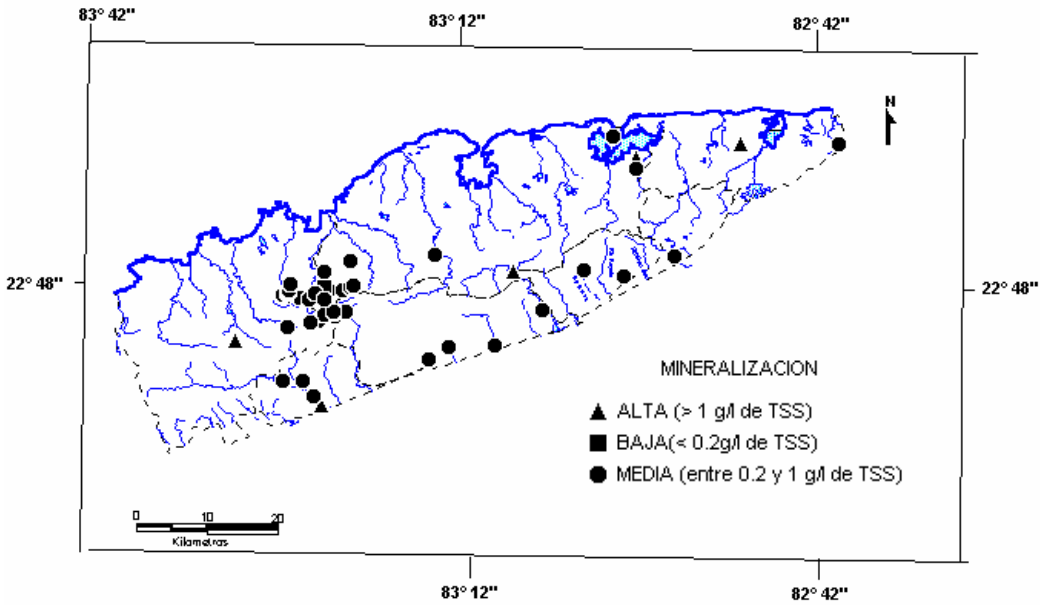 83° 42"
83° 12"
82° 42"
N
22° 48"
22° 48"
MINERALIZACION
ALTA (> 1 g/l de TSS)
BAJA(< 0.2g/l de TSS)
MEDIA (entre 0.2 y 1 g/l de TSS)
0 10 20
Kilometros
83° 12"
82° 42"